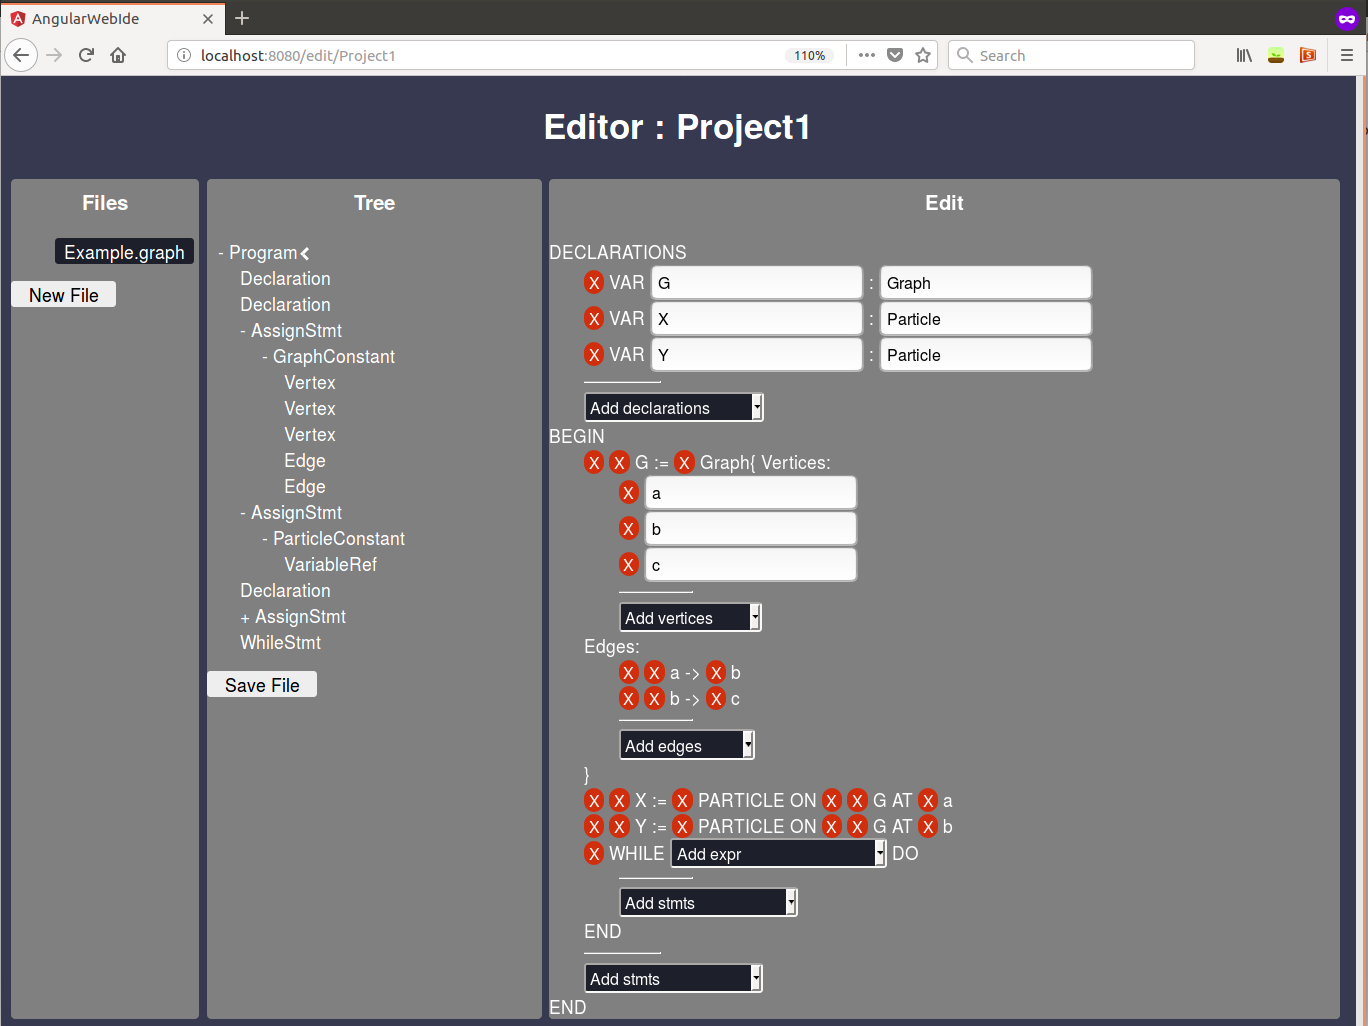 AngularWebIde
localhost:8080/edit/Project1
110%
Search
Editor : Project1
Files
Example.graph
New File
Tree
- Program
Declaration
Declaration
- AssignStmt
- GraphConstant
Vertex
Vertex
Vertex
Edge
Edge
- AssignStmt
- ParticleConstant
VariableRef
Declaration
+ AssignStmt
WhileStmt
Save File
Edit
DECLARATIONS
X VAR G : Graph
X VAR X : Particle
X VAR Y : Particle
Add declarations
BEGIN
X X G := X Graph{ Vertices:
X a
X b
X c
Add vertices
Edges:
X X a -> X b
X X b -> X c
Add edges
}
X X X := X PARTICLE ON X X G AT X a
X X Y := X PARTICLE ON X X G AT X b
X WHILE Add expr DO
Add stmts
END
Add stmts
END